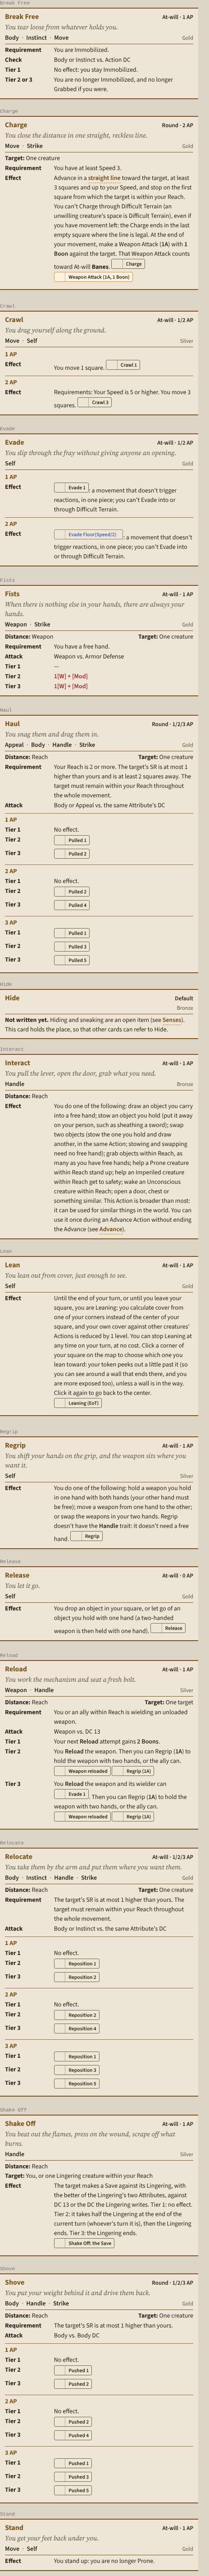 Break Free
Break Free At-will · 1 AP
You tear loose from whatever holds you.
Body · Instinct · Move Gold
Requirement You are Immobilized.
Check Body or Instinct vs. Action DC
Tier 1 No effect: you stay Immobilized.
Tier 2 or 3 You are no longer Immobilized, and no longer
Grabbed if you were.
Charge
Charge Round · 2 AP
You close the distance in one straight, reckless line.
Move · Strike Gold
Target: One creature
Requirement You have at least Speed 3.
Effect Advance in a straight line toward the target, at least
3 squares and up to your Speed, and stop on the first
square from which the target is within your Reach.
You can't Charge through Difficult Terrain (an
unwilling creature's space is Difficult Terrain), even if
you have movement left: the Charge ends in the last
empty square where the line is legal. At the end of
your movement, make a Weapon Attack (1A) with 1
Boon against the target. That Weapon Attack counts
toward At-will Banes. Charge
Weapon Attack (1A, 1 Boon)
Crawl
Crawl At-will · 1/2 AP
You drag yourself along the ground.
Move · Self Silver
1 AP
Effect You move 1 square. Crawl 1
2 AP
Effect Requirements: Your Speed is 5 or higher. You move 3
squares. Crawl 3
Evade
Evade At-will · 1/2 AP
You slip through the fray without giving anyone an opening.
Self Gold
1 AP
Effect Evade 1 : a movement that doesn't trigger
reactions, in one piece; you can't Evade into or
through Difficult Terrain.
2 AP
Effect Evade Floor(Speed/2) : a movement that doesn't
trigger reactions, in one piece; you can't Evade into
or through Difficult Terrain.
Fists
Fists At-will · 1 AP
When there is nothing else in your hands, there are always your
hands.
Weapon · Strike Gold
Distance: Weapon Target: One creature
Requirement You have a free hand.
Attack Weapon vs. Armor Defense
Tier 1 —
Tier 2 1[W] + [Mod]
Tier 3 1[W] + [Mod]
Haul
Haul Round · 1/2/3 AP
You snag them and drag them in.
Appeal · Body · Handle · Strike Gold
Distance: Reach Target: One creature
Requirement Your Reach is 2 or more. The target's SR is at most 1
higher than yours and is at least 2 squares away. The
target must remain within your Reach throughout
the whole movement.
Attack Body or Appeal vs. the same Attribute's DC
1 AP
Tier 1 No effect.
Tier 2 Pulled 1
Tier 3 Pulled 2
2 AP
Tier 1 No effect.
Tier 2 Pulled 2
Tier 3 Pulled 4
3 AP
Tier 1 Pulled 1
Tier 2 Pulled 3
Tier 3 Pulled 5
Hide
Hide Default
Bronze
Not written yet. Hiding and sneaking are an open item (see Senses).
This card holds the place, so that other cards can refer to Hide.
Interact
Interact At-will · 1 AP
You pull the lever, open the door, grab what you need.
Handle Bronze
Distance: Reach
Effect You do one of the following: draw an object you carry
into a free hand; stow an object you hold (put it away
on your person, such as sheathing a sword); swap
two objects (stow the one you hold and draw
another, in the same Action; dropping and swapping
need no free hand); grab objects within Reach, as
many as you have free hands; help a Prone creature
within Reach stand up; help an imperiled creature
within Reach get to safety; wake an Unconscious
creature within Reach; open a door, chest or
something similar. This Action is broader than most:
it can be used for similar things in the world. You can
use it once during an Advance Action without ending
the Advance (see Advance).
Lean
Lean At-will · 1 AP
You lean out from cover, just enough to see.
Self Gold
Effect Until the end of your turn, or until you leave your
square, you are Leaning: you calculate cover from
one of your corners instead of the center of your
square, and your own cover against other creatures'
Actions is reduced by 1 level. You can stop Leaning at
any time on your turn, at no cost. Click a corner of
your square on the map to choose which one you
lean toward: your token peeks out a little past it (so
you can see around a wall that ends there, and you
are more exposed too), unless a wall is in the way.
Click it again to go back to the center.
Leaning (EoT)
Regrip
Regrip At-will · 1 AP
You shift your hands on the grip, and the weapon sits where you
want it.
Self Silver
Effect You do one of the following: hold a weapon you hold
in one hand with both hands (your other hand must
be free); move a weapon from one hand to the other;
or swap the weapons in your two hands. Regrip
doesn't have the Handle trait: it doesn't need a free
hand. Regrip
Release
Release At-will · 0 AP
You let it go.
Self Gold
Effect You drop an object in your square, or let go of an
object you hold with one hand (a two-handed
weapon is then held with one hand). Release
Reload
Reload At-will · 1 AP
You work the mechanism and seat a fresh bolt.
Weapon · Handle Gold
Distance: Reach Target: One target
Requirement You or an ally within Reach is wielding an unloaded
weapon.
Attack Weapon vs. DC 13
Tier 1 Your next Reload attempt gains 2 Boons.
Tier 2 You Reload the weapon. Then you can Regrip (1A) to
hold the weapon with two hands, or the ally can.
Weapon reloaded Regrip (1A)
Tier 3 You Reload the weapon and its wielder can
Evade 1 . Then you can Regrip (1A) to hold the
weapon with two hands, or the ally can.
Weapon reloaded Regrip (1A)
Relocate
Relocate At-will · 1/2/3 AP
You take them by the arm and put them where you want them.
Body · Instinct · Handle · Strike Gold
Distance: Reach Target: One creature
Requirement The target's SR is at most 1 higher than yours. The
target must remain within your Reach throughout
the whole movement.
Attack Body or Instinct vs. the same Attribute's DC
1 AP
Tier 1 No effect.
Tier 2 Reposition 1
Tier 3 Reposition 2
2 AP
Tier 1 No effect.
Tier 2 Reposition 2
Tier 3 Reposition 4
3 AP
Tier 1 Reposition 1
Tier 2 Reposition 3
Tier 3 Reposition 5
Shake Off
Shake Off At-will · 1 AP
You beat out the flames, press on the wound, scrape off what
burns.
Handle Silver
Distance: Reach
Target: You, or one Lingering creature within your Reach
Effect The target makes a Save against its Lingering, with
the better of the Lingering's two Attributes, against
DC 13 or the DC the Lingering writes. Tier 1: no effect.
Tier 2: it takes half the Lingering here at the end of the
current turn (whoever's turn it is), then the Lingering
ends. Tier 3: the Lingering ends.
Shake Off: the Save
Shove
Shove Round · 1/2/3 AP
You put your weight behind it and drive them back.
Body · Handle · Strike Gold
Distance: Reach Target: One creature
Requirement The target's SR is at most 1 higher than yours.
Attack Body vs. Body DC
1 AP
Tier 1 No effect.
Tier 2 Pushed 1
Tier 3 Pushed 2
2 AP
Tier 1 No effect.
Tier 2 Pushed 2
Tier 3 Pushed 4
3 AP
Tier 1 Pushed 1
Tier 2 Pushed 3
Tier 3 Pushed 5
Stand
Stand At-will · 1 AP
You get your feet back under you.
Move · Self Gold
Effect You stand up: you are no longer Prone.